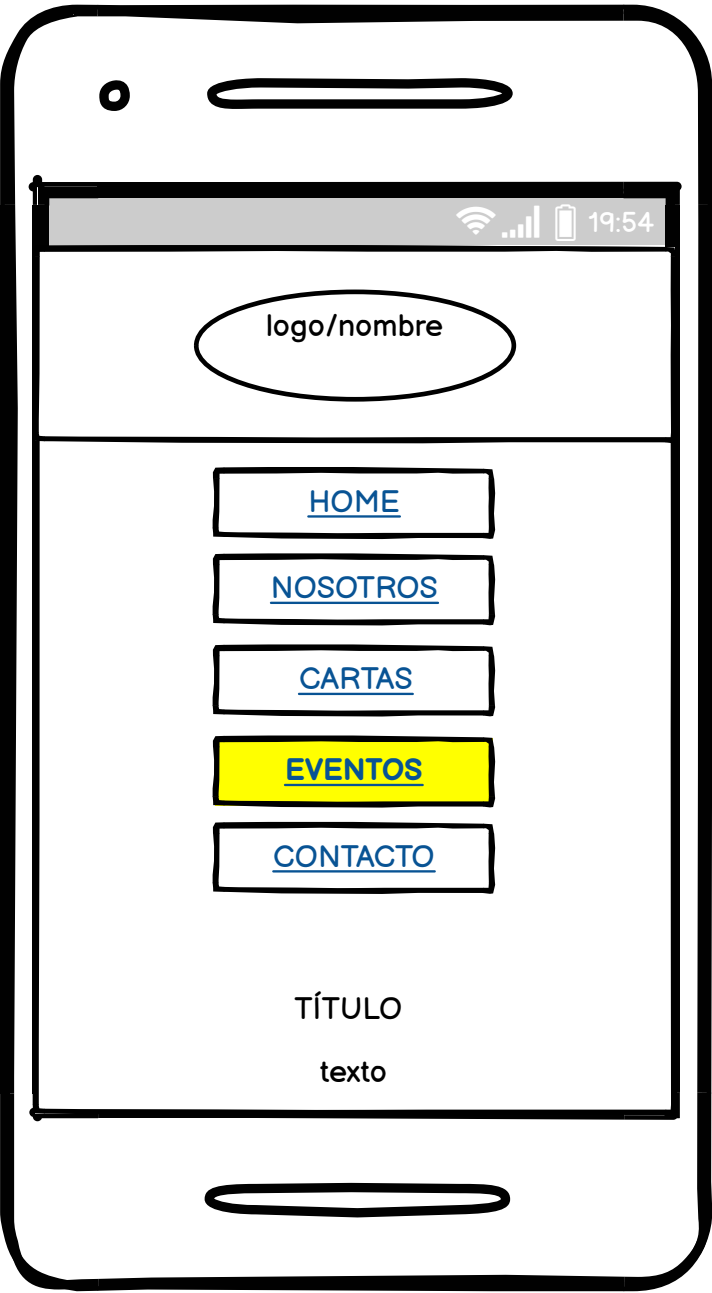 19:54
logo/nombre
HOME
NOSOTROS
CARTAS
EVENTOS
CONTACTO
TÍTULO
texto